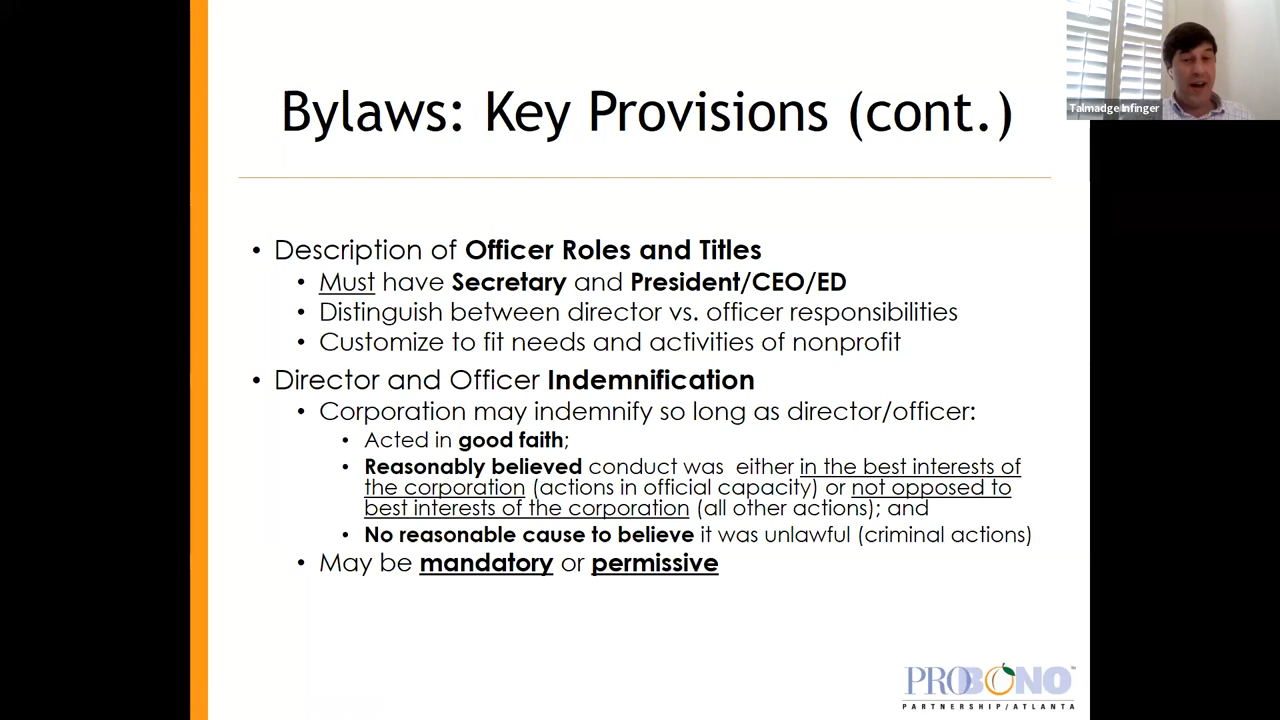 Talmadge Infinger
Bylaws: Key Provisions (cont.)
• Description of Officer Roles and Titles
• Must have Secretary and President/CEO/ED
• Distinguish between director vs. officer responsibilities
• Customize to fit needs and activities of nonprofit
• Director and Officer Indemnification
• Corporation may indemnify so long as director/officer:
• Acted in good faith;
• Reasonably believed conduct was either in the best interests of
the corporation (actions in official capacity) or not opposed to
best interests of the corporation (all other actions); and
• No reasonable cause to believe it was unlawful (criminal actions)
• May be mandatory or permissive
PROBONO
PARTNERSHIP/ATLANTA